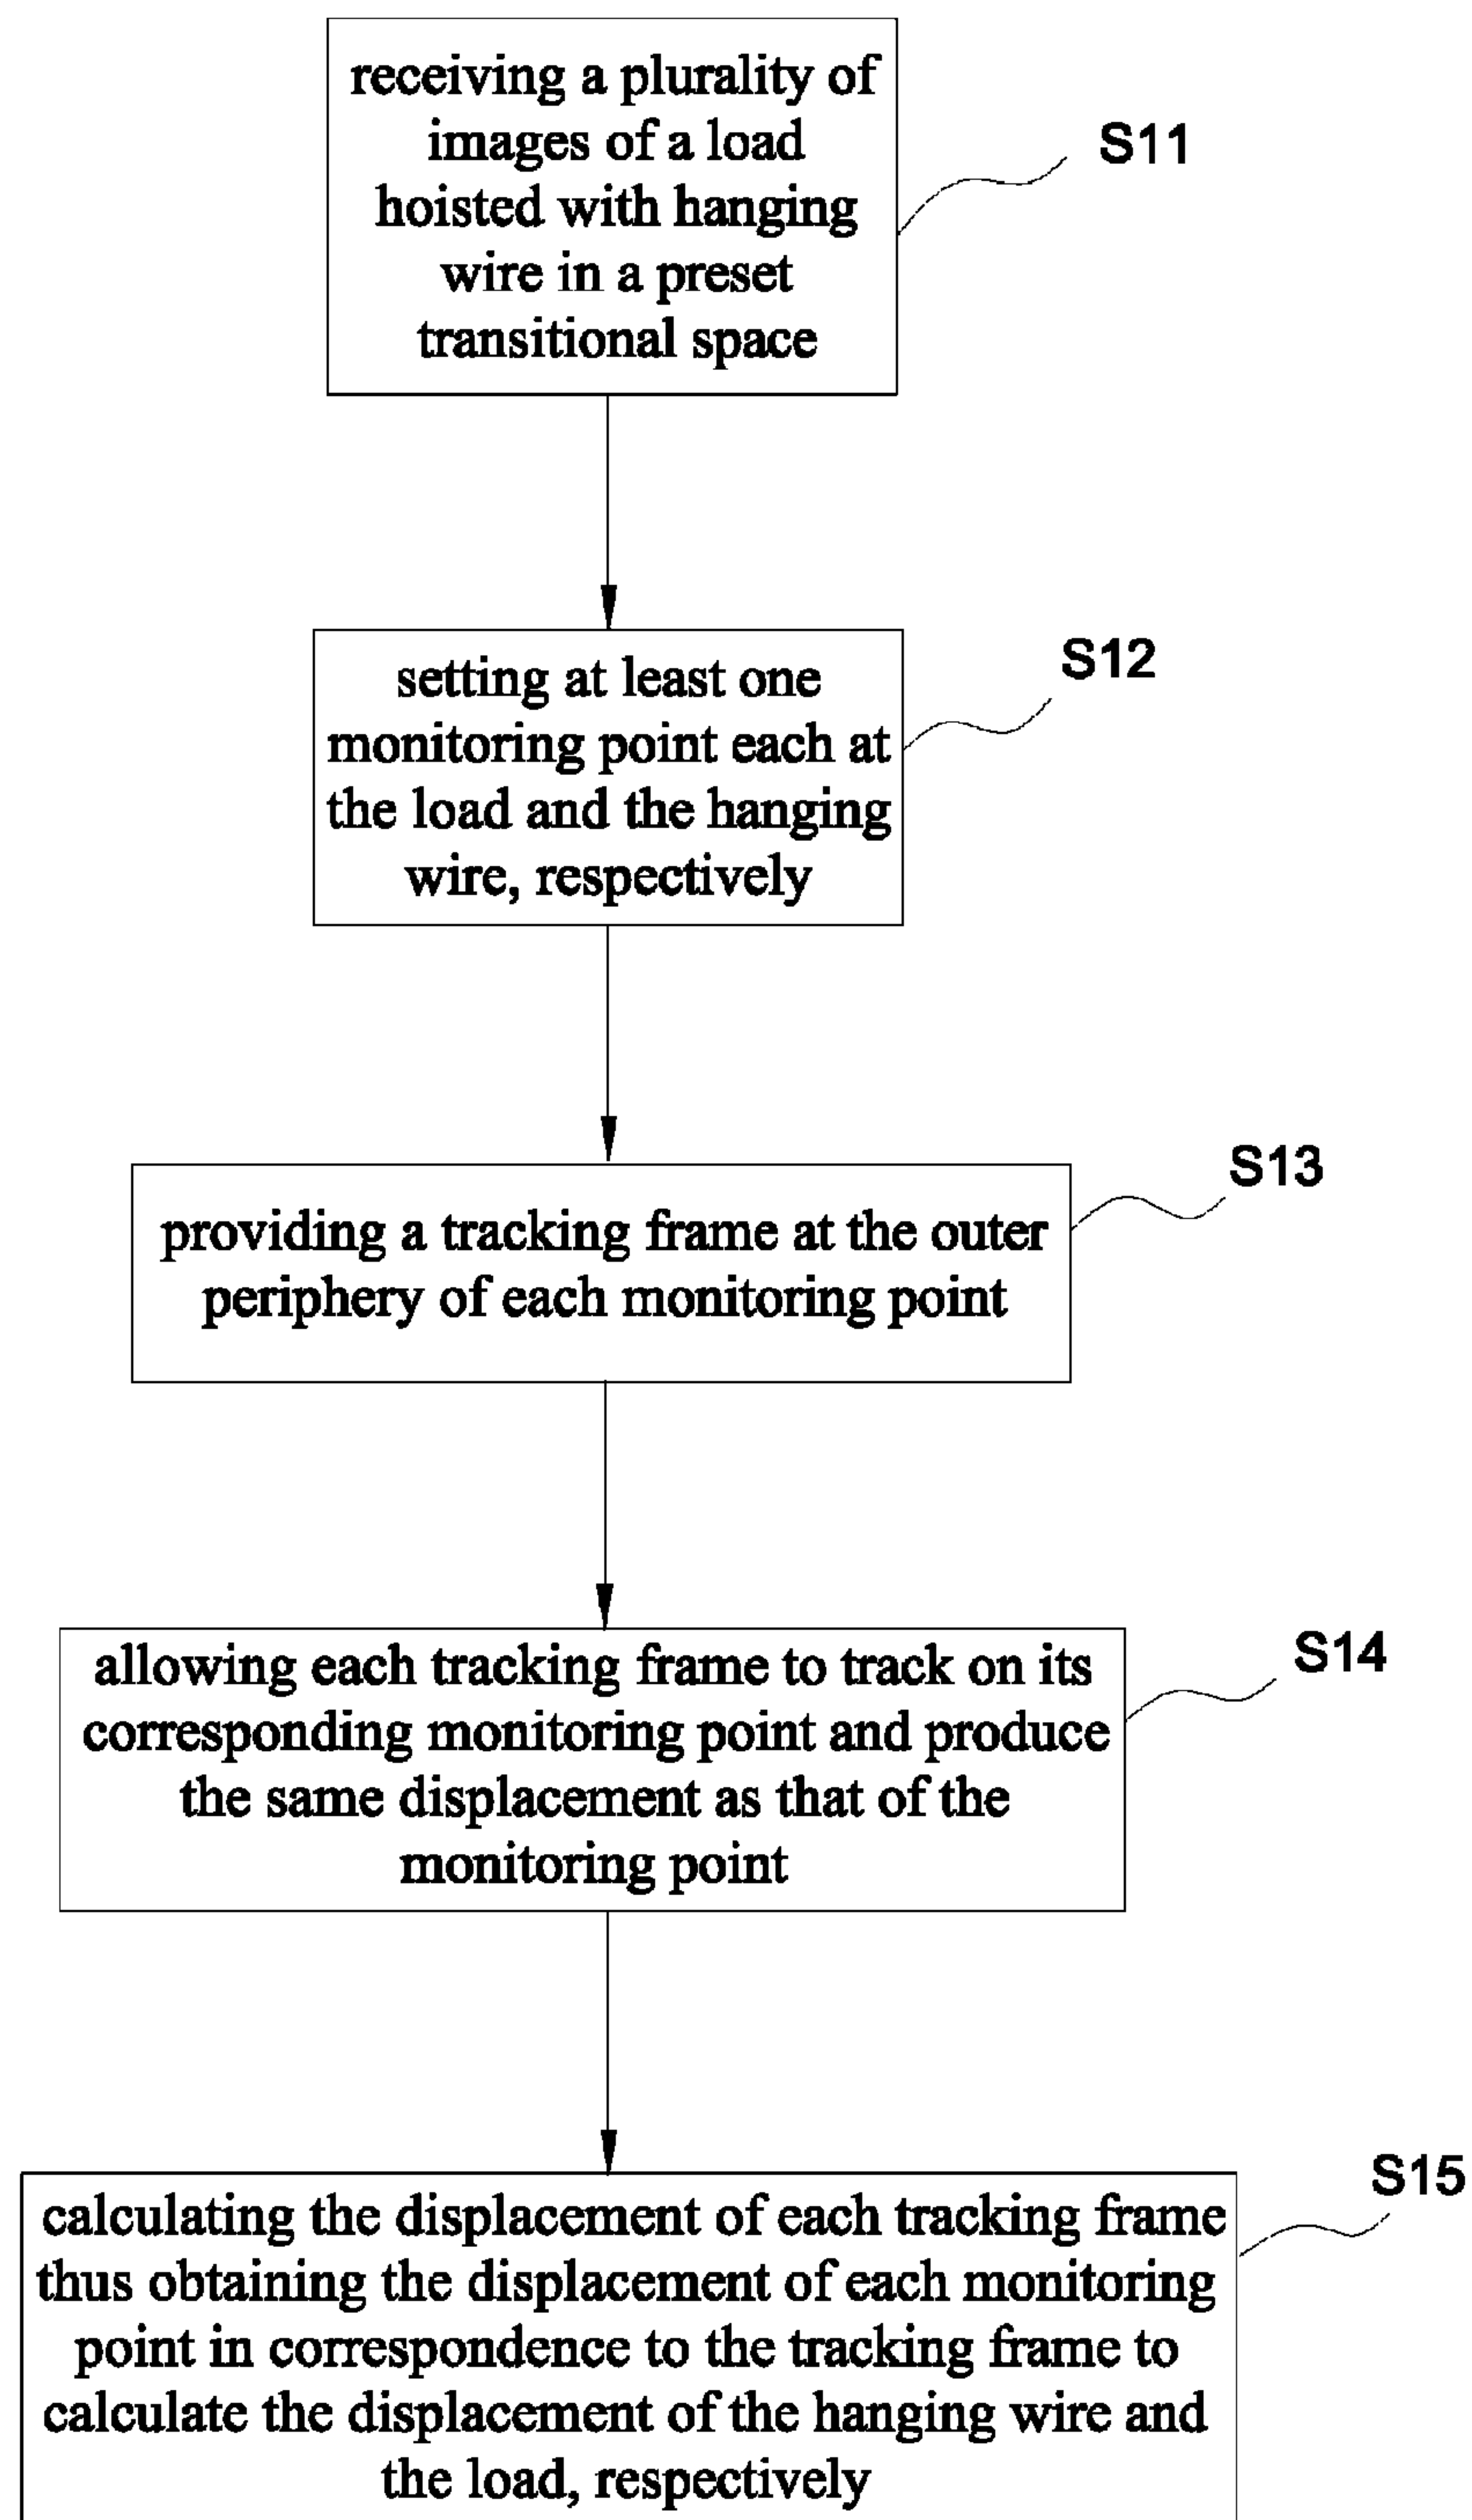 receiving a plurality of
images of a load
hoisted with hanging
wire in a preset
transitional space
S11
setting at least one
monitoring point each at
the load and the hanging
wire, respectively
S12
providing a tracking frame at the outer
periphery of each monitoring point
S13
allowing each tracking frame to track on its
corresponding monitoring point and produce
the same displacement as that of the
monitoring point
S14
calculating the displacement of each tracking frame
thus obtaining the displacement of each monitoring
point in correspondence to the tracking frame to
calculate the displacement of the hanging wire and
the load, respectively
S15